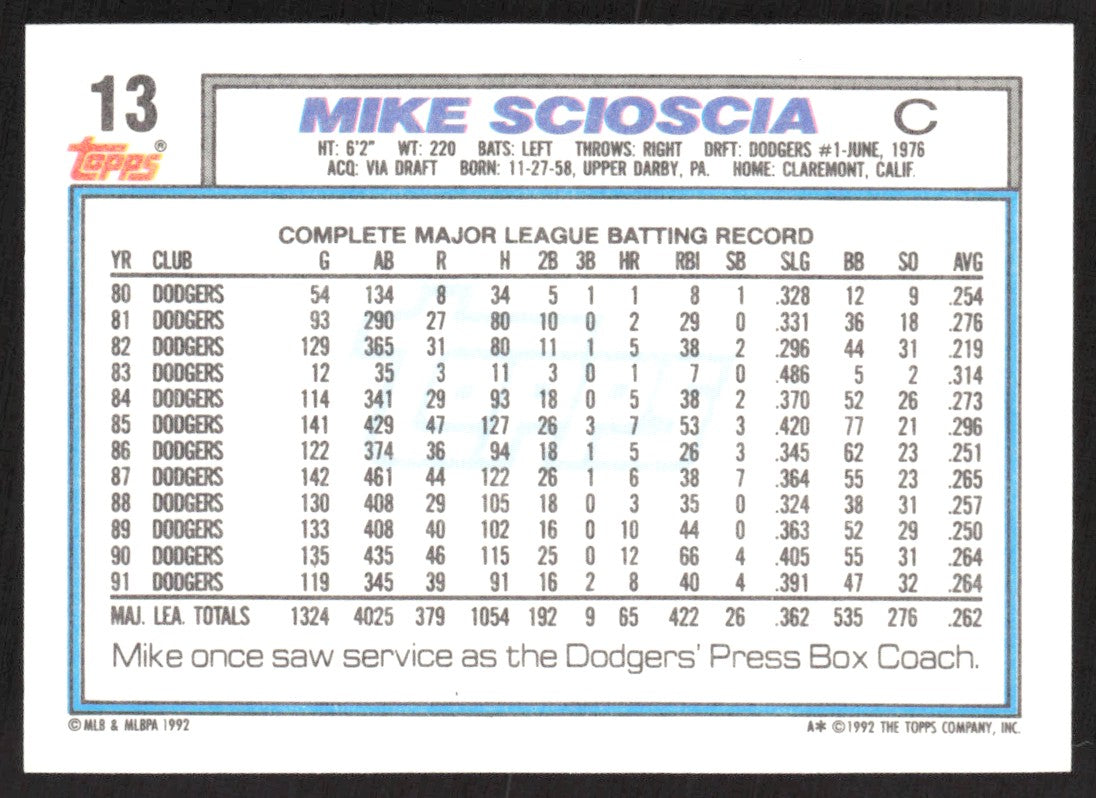 13
Topps®
MIKE SCIOSCIA C
HT: 6'2" WT: 220 BATS: LEFT THROWS: RIGHT DRFT: DODGERS #1-JUNE, 1976
ACQ: VIA DRAFT BORN: 11-27-58, UPPER DARBY, PA. HOME: CLAREMONT, CALIF.
COMPLETE MAJOR LEAGUE BATTING RECORD
YR CLUB G AB R H 2B 3B HR RBI SB SLG BB SO AVG
80 DODGERS 54 134 8 34 5 1 1 8 1 .328 12 9 .254
81 DODGERS 93 290 27 80 10 0 2 29 0 .331 36 18 .276
82 DODGERS 129 365 31 80 11 1 5 38 2 .296 44 31 .219
83 DODGERS 12 35 3 11 3 0 1 7 0 .486 5 2 .314
84 DODGERS 114 341 29 93 18 0 5 38 2 .370 52 26 .273
85 DODGERS 141 429 47 127 26 3 7 53 3 .420 77 21 .296
86 DODGERS 122 374 36 94 18 1 5 26 3 .345 62 23 .251
87 DODGERS 142 461 44 122 26 1 6 38 7 .364 55 23 .265
88 DODGERS 130 408 29 105 18 0 3 35 0 .324 38 31 .257
89 DODGERS 133 408 40 102 16 0 10 44 0 .363 52 29 .250
90 DODGERS 135 435 46 115 25 0 12 66 4 .405 55 31 .264
91 DODGERS 119 345 39 91 16 2 8 40 4 .391 47 32 .264
MAJ. LEA. TOTALS 1324 4025 379 1054 192 9 65 422 26 .362 535 276 .262
Mike once saw service as the Dodgers' Press Box Coach.
© MLB & MLBPA 1992 A* © 1992 THE TOPPS COMPANY, INC.